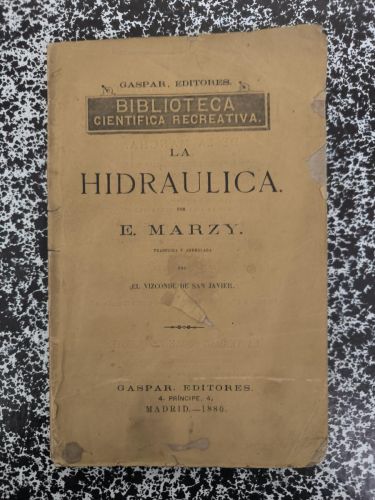 GASPAR, EDITORES.
BIBLIOTECA
CIENTÍFICA RECREATIVA.
LA
HIDRAULICA.
POR
E. MARZY.
TRADUCIDA Y ANOTADA
POR
EL VIZCONDE DE SAN JAVIER.
GASPAR, EDITORES.
4, PRÍNCIPE, 4,
MADRID.—1880.